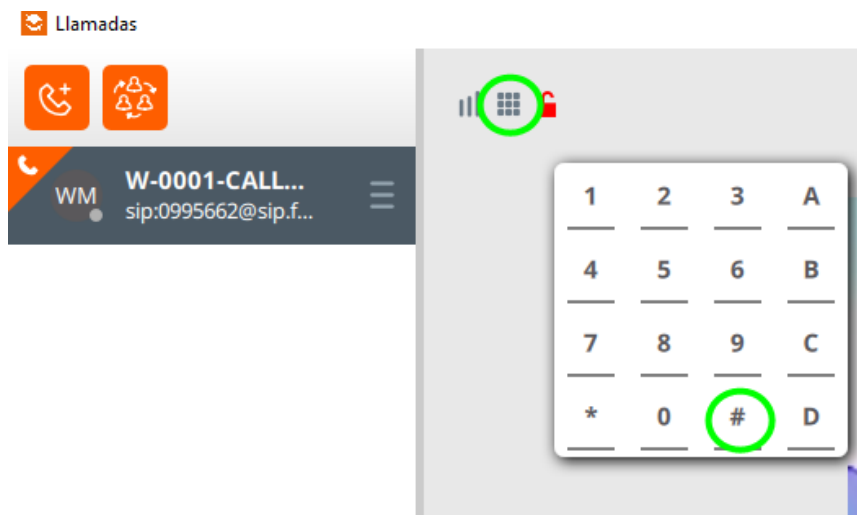 Llamadas
WM
W-0001-CALL...
sip:0995662@sip.f...
1 2 3 A
4 5 6 B
7 8 9 C
* 0 # D